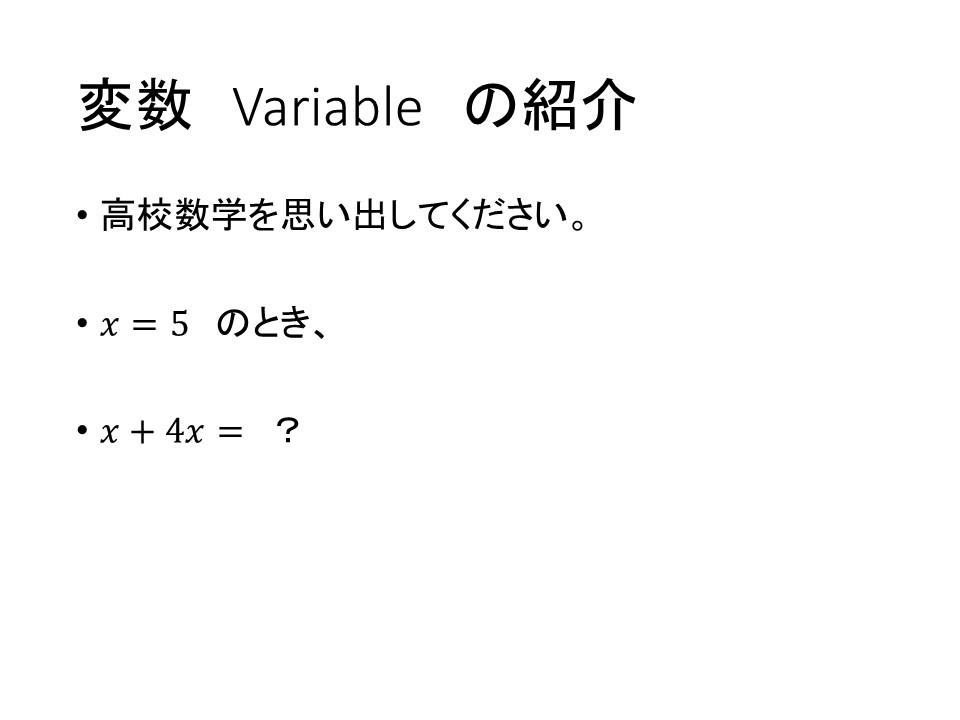 変数　Variable　の紹介
• 高校数学を思い出してください。
• 𝑥 = 5　のとき、
• 𝑥 + 4𝑥 =　？